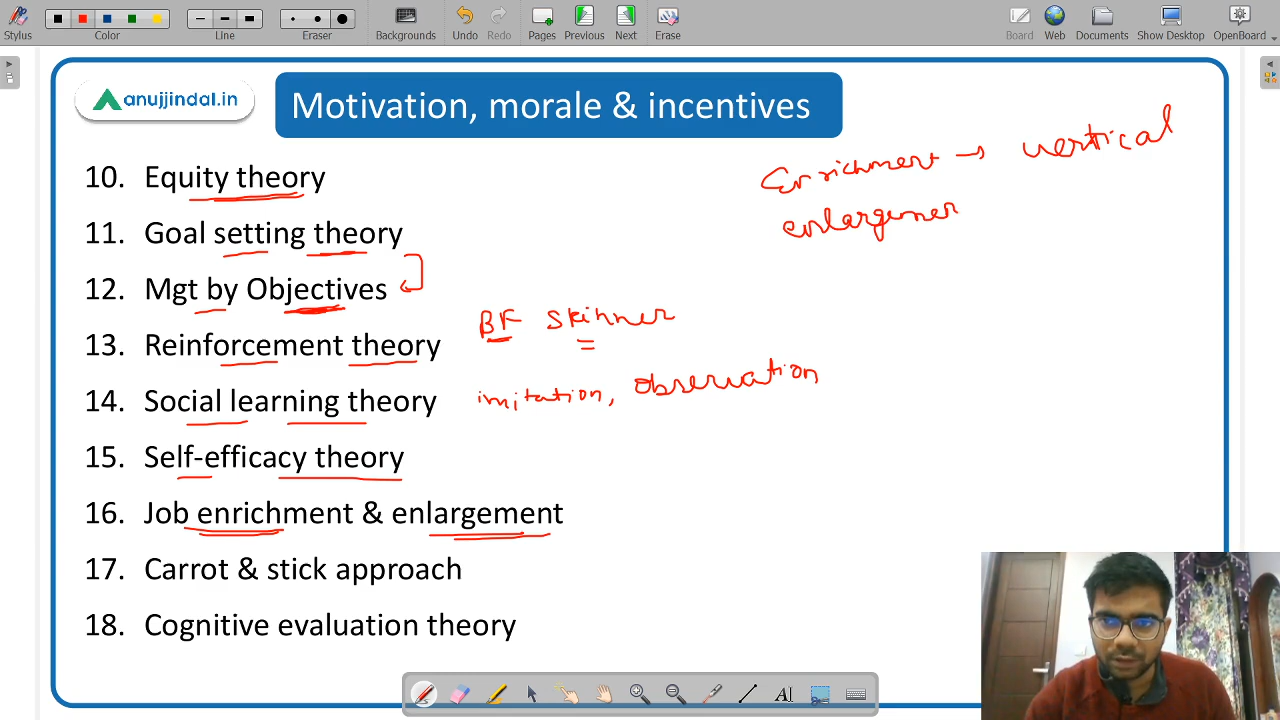 Stylus
Color
Line
Eraser
Backgrounds
Undo
Redo
Pages
Previous
Next
Erase
Board
Web
Documents
Show Desktop
OpenBoard
anujjindal.in
Motivation, morale & incentives
Enrichment → vertical
enlargemen
10. Equity theory
11. Goal setting theory
12. Mgt by Objectives
BF Skinner
13. Reinforcement theory
imitation, Observation
14. Social learning theory
15. Self-efficacy theory
16. Job enrichment & enlargement
17. Carrot & stick approach
18. Cognitive evaluation theory
AI